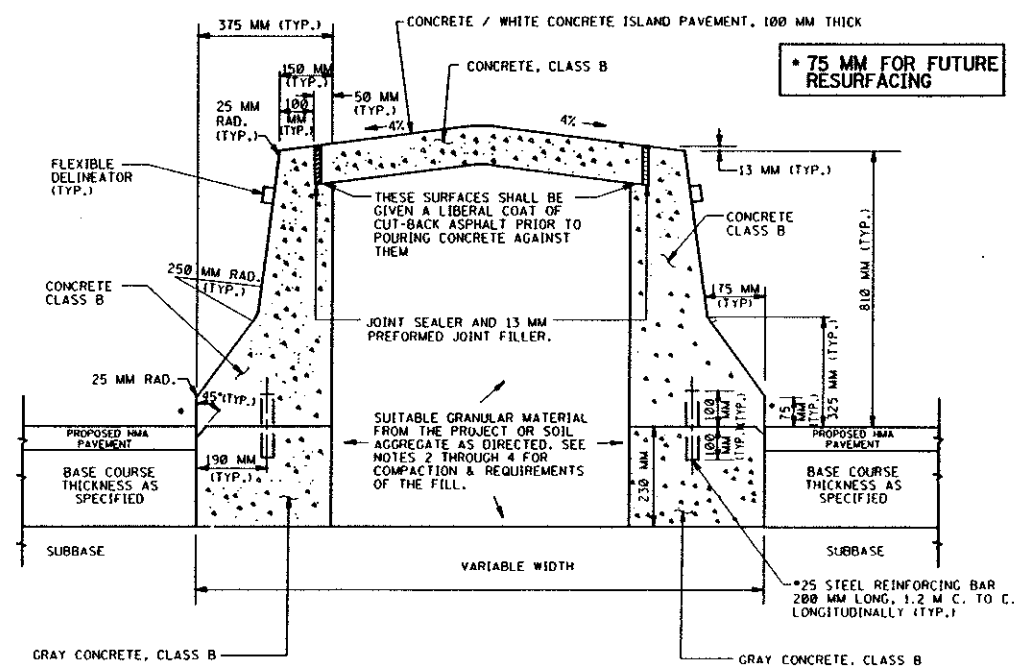 375 MM (TYP.)
CONCRETE / WHITE CONCRETE ISLAND PAVEMENT, 100 MM THICK
* 75 MM FOR FUTURE
RESURFACING
150 MM
(TYP.)
CONCRETE, CLASS B
25 MM
RAD.
(TYP.)
100
MM
(TYP.)
50 MM
(TYP.)
4%
4%
13 MM (TYP.)
FLEXIBLE
DELINEATOR
(TYP.)
THESE SURFACES SHALL BE
GIVEN A LIBERAL COAT OF
CUT-BACK ASPHALT PRIOR TO
POURING CONCRETE AGAINST
THEM
CONCRETE
CLASS B
810 MM (TYP.)
250 MM RAD.
(TYP.)
CONCRETE
CLASS B
175 MM
(TYP)
JOINT SEALER AND 13 MM
PREFORMED JOINT FILLER.
325 MM (TYP.)
25 MM RAD.
45°(TYP.)
*
*
75
MM
(TYP.)
100
MM
(TYP.)
100
MM
(TYP.)
SUITABLE GRANULAR MATERIAL
FROM THE PROJECT OR SOIL
AGGREGATE AS DIRECTED. SEE
NOTES 2 THROUGH 4 FOR
COMPACTION & REQUIREMENTS
OF THE FILL.
PROPOSED HMA
PAVEMENT
PROPOSED HMA
PAVEMENT
190 MM
(TYP.)
230 MM
BASE COURSE
THICKNESS AS
SPECIFIED
BASE COURSE
THICKNESS AS
SPECIFIED
SUBBASE
SUBBASE
VARIABLE WIDTH
*25 STEEL REINFORCING BAR
200 MM LONG, 1.2 M C. TO C.
LONGITUDINALLY (TYP.)
GRAY CONCRETE, CLASS B
GRAY CONCRETE, CLASS B